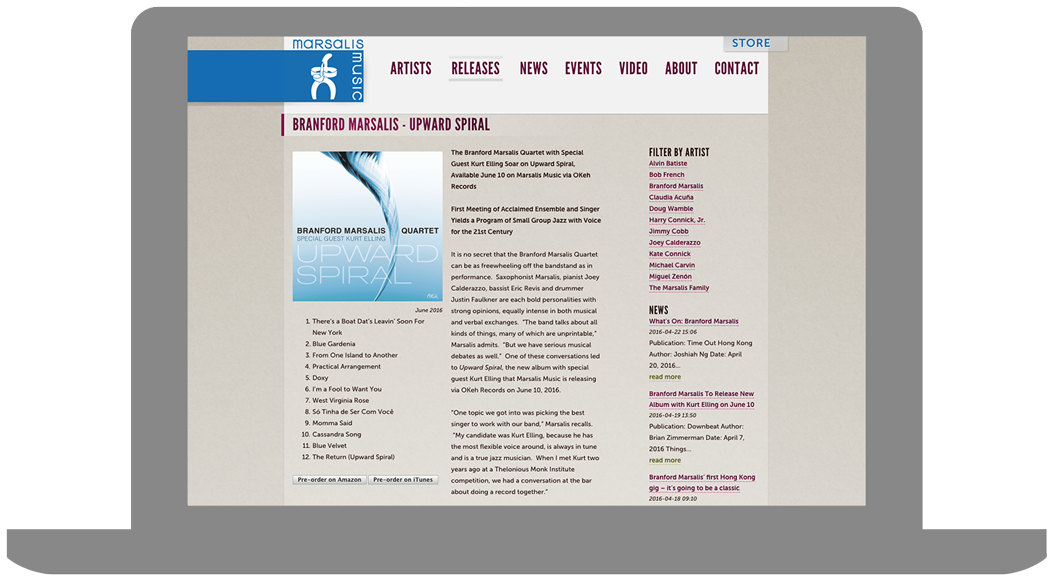 marsalis
music
STORE
ARTISTS RELEASES NEWS EVENTS VIDEO ABOUT CONTACT
BRANFORD MARSALIS - UPWARD SPIRAL
BRANFORD MARSALIS QUARTET
SPECIAL GUEST KURT ELLING
UPWARD
SPIRAL
June 2016
1. There's a Boat Dat's Leavin' Soon For
New York
2. Blue Gardenia
3. From One Island to Another
4. Practical Arrangement
5. Doxy
6. I'm a Fool to Want You
7. West Virginia Rose
8. Só Tinha de Ser Com Você
9. Momma Said
10. Cassandra Song
11. Blue Velvet
12. The Return (Upward Spiral)
Pre-order on Amazon Pre-order on iTunes
The Branford Marsalis Quartet with Special
Guest Kurt Elling Soar on Upward Spiral,
Available June 10 on Marsalis Music via OKeh
Records
First Meeting of Acclaimed Ensemble and Singer
Yields a Program of Small Group Jazz with Voice
for the 21st Century
It is no secret that the Branford Marsalis Quartet
can be as freewheeling off the bandstand as in
performance. Saxophonist Marsalis, pianist Joey
Calderazzo, bassist Eric Revis and drummer
Justin Faulkner are each bold personalities with
strong opinions, equally intense in both musical
and verbal exchanges. "The band talks about all
kinds of things, many of which are unprintable,"
Marsalis admits. "But we have serious musical
debates as well." One of these conversations led
to Upward Spiral, the new album with special
guest Kurt Elling that Marsalis Music is releasing
via OKeh Records on June 10, 2016.
"One topic we got into was picking the best
singer to work with our band," Marsalis recalls.
"My candidate was Kurt Elling, because he has
the most flexible voice around, is always in tune
and is a true jazz musician. When I met Kurt two
years ago at a Thelonious Monk Institute
competition, we had a conversation at the bar
about doing a record together."
FILTER BY ARTIST
Alvin Batiste
Bob French
Branford Marsalis
Claudia Acuña
Doug Wamble
Harry Connick, Jr.
Jimmy Cobb
Joey Calderazzo
Kate Connick
Michael Carvin
Miguel Zenón
The Marsalis Family
NEWS
What's On: Branford Marsalis
2016-04-22 15:06
Publication: Time Out Hong Kong
Author: Joshiah Ng Date: April
20, 2016...
read more
Branford Marsalis To Release New
Album with Kurt Elling on June 10
2016-04-19 13:50
Publication: Downbeat Author:
Brian Zimmerman Date: April 7,
2016 Things...
read more
Branford Marsalis' first Hong Kong
gig – it's going to be a classic
2016-04-18 09:10